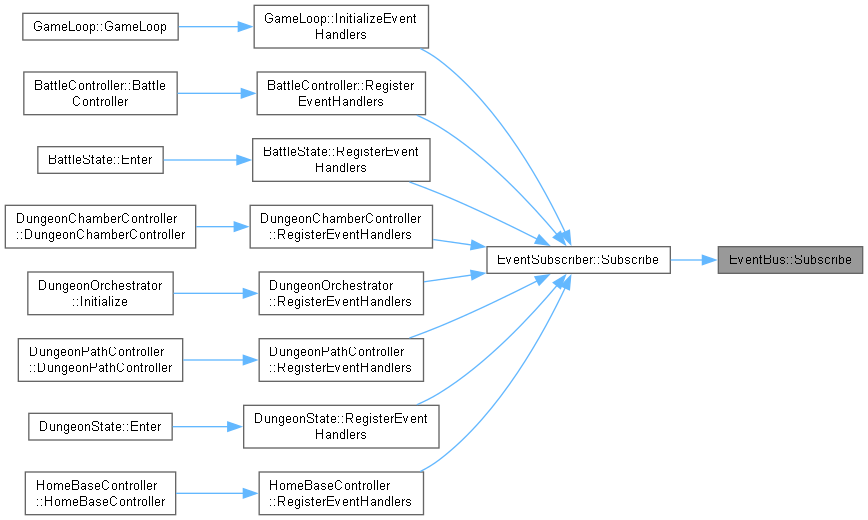 GameLoop::GameLoop
GameLoop::InitializeEvent
Handlers
BattleController::Battle
Controller
BattleController::Register
EventHandlers
BattleState::Enter
BattleState::RegisterEvent
Handlers
DungeonChamberController
::DungeonChamberController
DungeonChamberController
::RegisterEventHandlers
EventSubscriber::Subscribe
EventBus::Subscribe
DungeonOrchestrator
::Initialize
DungeonOrchestrator
::RegisterEventHandlers
DungeonPathController
::DungeonPathController
DungeonPathController
::RegisterEventHandlers
DungeonState::Enter
DungeonState::RegisterEvent
Handlers
HomeBaseController
::HomeBaseController
HomeBaseController
::RegisterEventHandlers